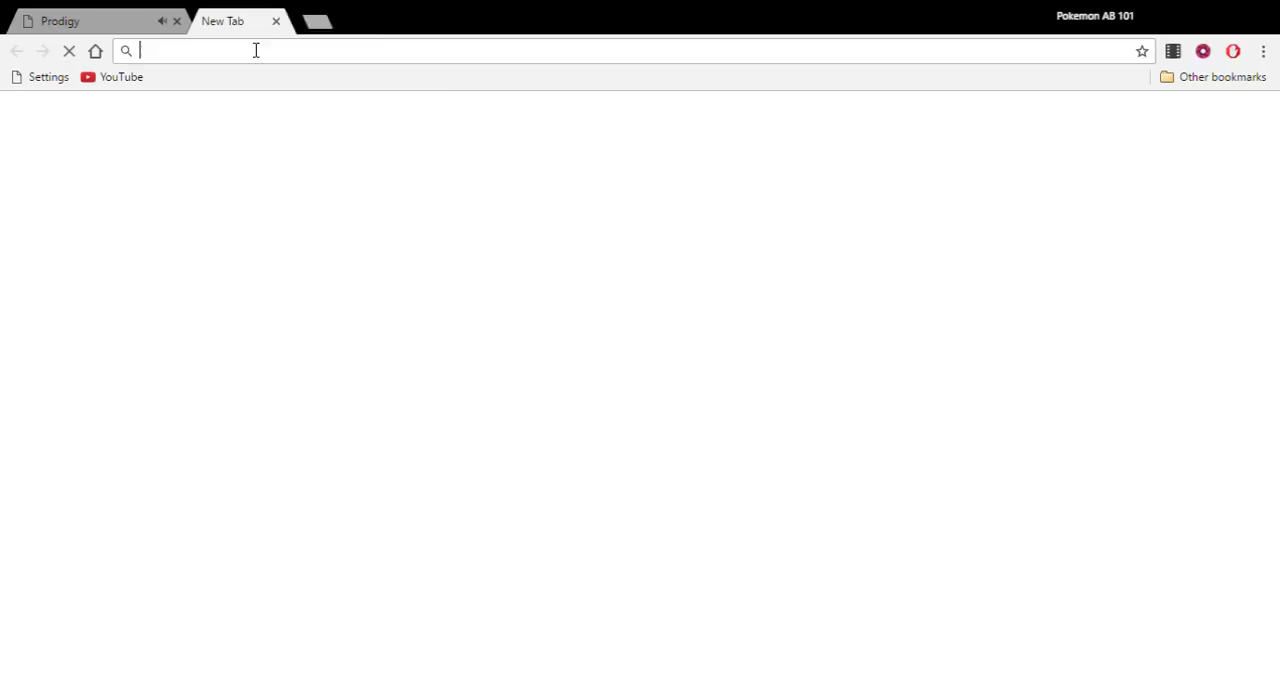 Prodigy
New Tab
Pokemon AB 101
Settings
YouTube
Other bookmarks